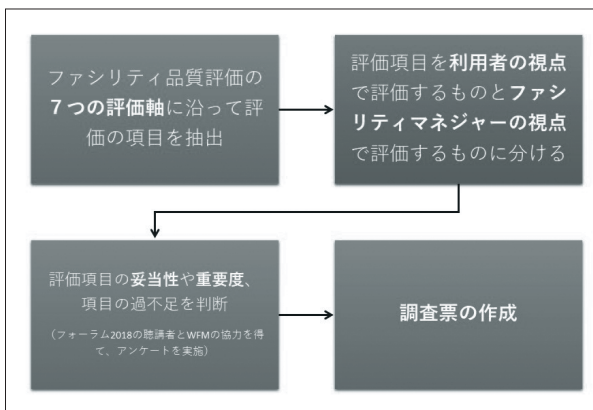 ファシリティ品質評価の
７つの評価軸に沿って評
価の項目を抽出
評価項目を利用者の視点
で評価するものとファシ
リティマネジャーの視点
で評価するものに分ける
評価項目の妥当性や重要度、
項目の過不足を判断
（フォーラム2018の聴講者とWFMの協力を得
て、アンケートを実施）
調査票の作成